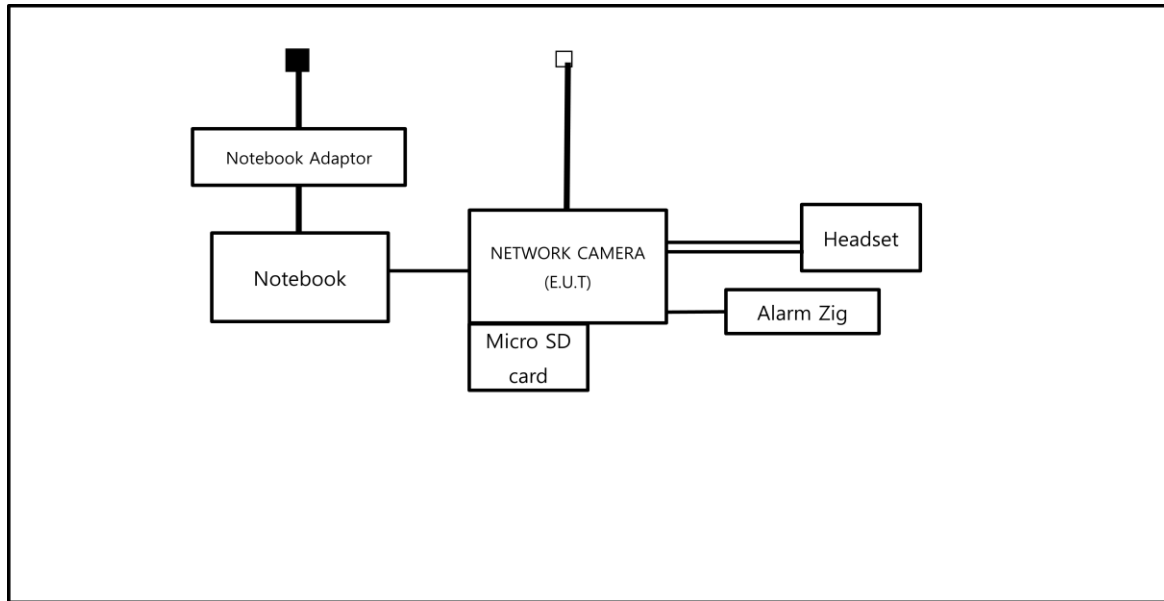 Notebook Adaptor
Notebook
NETWORK CAMERA
(E.U.T)
Headset
Alarm Zig
Micro SD
card